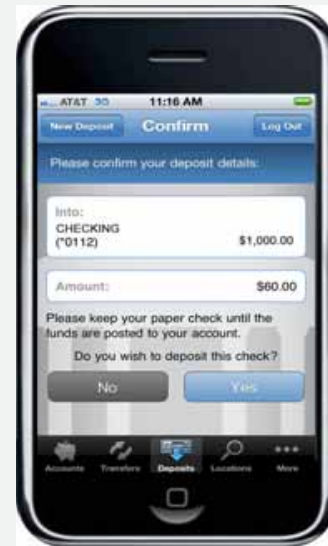 AT&T 3G 11:16 AM
New Deposit Confirm Log Out
Please confirm your deposit details:
Into:
CHECKING
(*0112) $1,000.00
Amount: $60.00
Please keep your paper check until the
funds are posted to your account.
Do you wish to deposit this check?
No Yes
Accounts Transfers Deposits Locations More